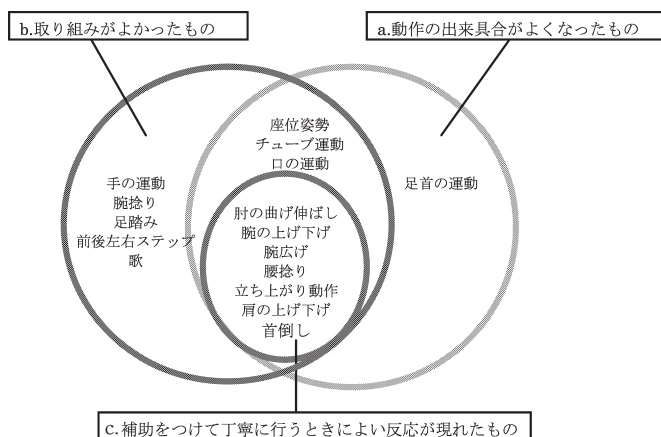 b.取り組みがよかったもの
a.動作の出来具合がよくなったもの
座位姿勢
チューブ運動
口の運動
手の運動
腕捻り
足踏み
前後左右ステップ
歌
足首の運動
肘の曲げ伸ばし
腕の上げ下げ
腕広げ
腰捻り
立ち上がり動作
肩の上げ下げ
首倒し
c.補助をつけて丁寧に行うときによい反応が現れたもの